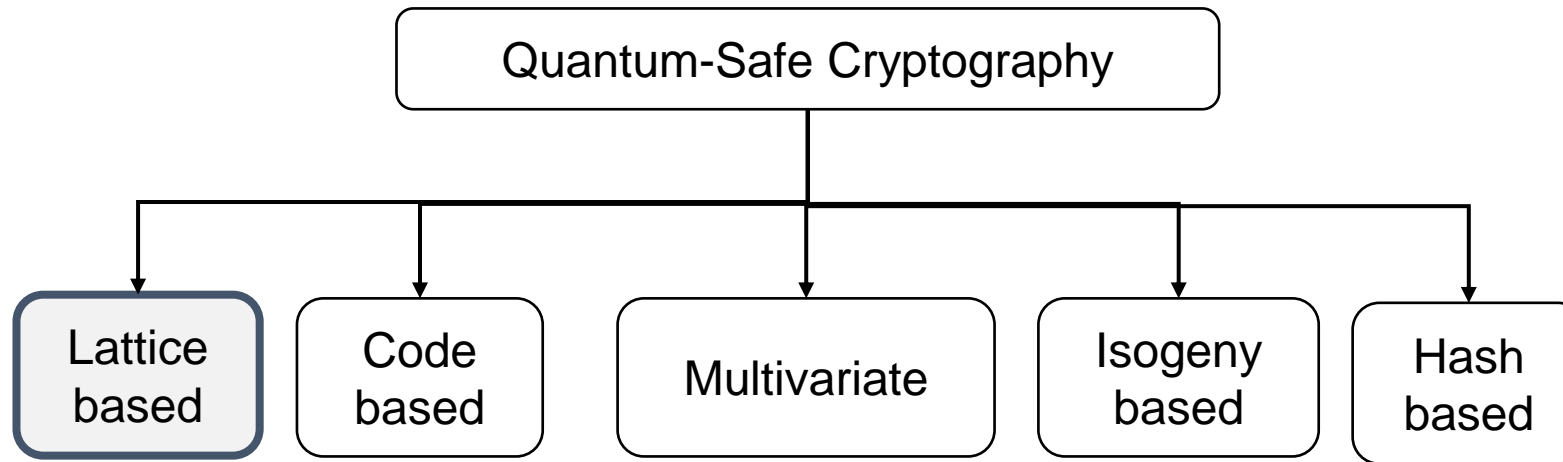 Quantum-Safe Cryptography
Lattice
based
Code
based
Multivariate
Isogeny
based
Hash
based